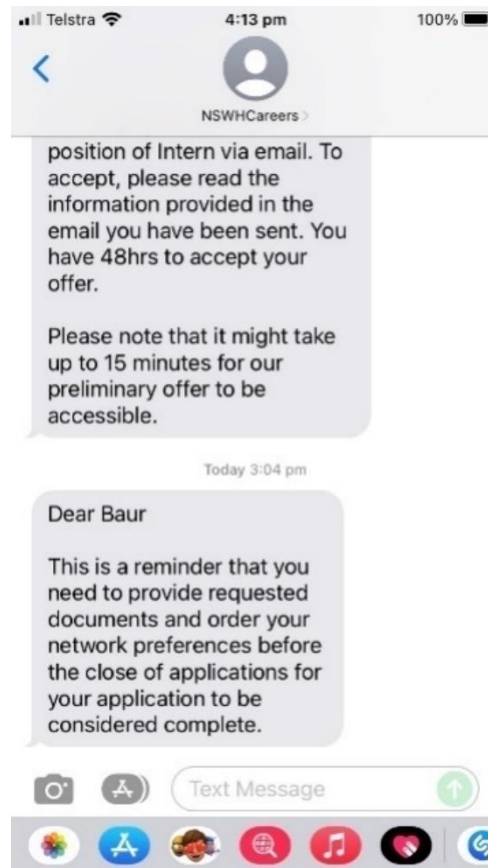 Telstra 4:13 pm 100%
NSWHCareers
position of Intern via email. To
accept, please read the
information provided in the
email you have been sent. You
have 48hrs to accept your
offer.
Please note that it might take
up to 15 minutes for our
preliminary offer to be
accessible.
Today 3:04 pm
Dear Baur
This is a reminder that you
need to provide requested
documents and order your
network preferences before
the close of applications for
your application to be
considered complete.
Text Message